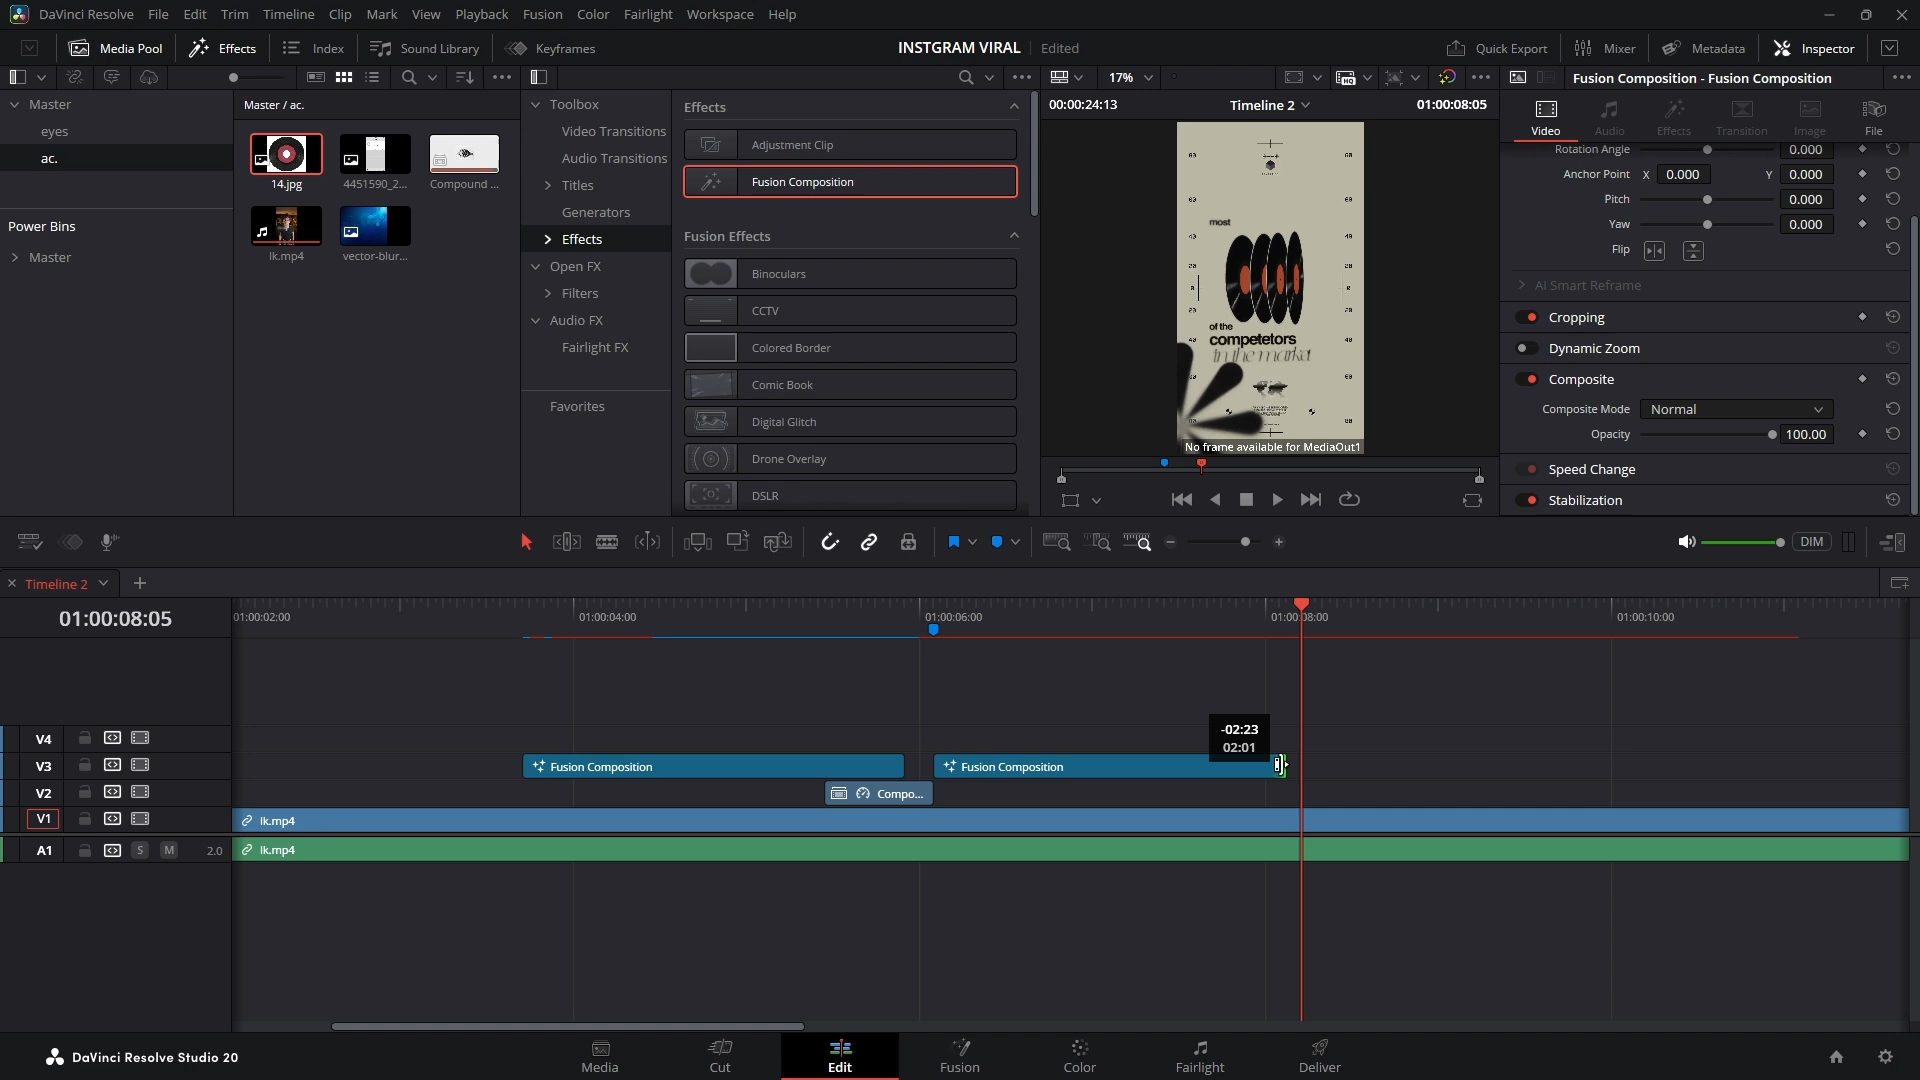 DaVinci Resolve File Edit Trim Timeline Clip Mark View Playback Fusion Color Fairlight Workspace Help
Media Pool Effects Index Sound Library Keyframes INSTGRAM VIRAL Edited Quick Export Mixer Metadata Inspector
17% Fusion Composition - Fusion Composition
Master
eyes
ac.
Power Bins
Master
Master / ac.
14.jpg
4451590_2...
Compound ...
lk.mp4
vector-blur...
Toolbox
Video Transitions
Audio Transitions
Titles
Generators
Effects
Open FX
Filters
Audio FX
Fairlight FX
Favorites
Effects
Adjustment Clip
Fusion Composition
Fusion Effects
Binoculars
CCTV
Colored Border
Comic Book
Digital Glitch
Drone Overlay
DSLR
00:00:24:13 Timeline 2 01:00:08:05
most
of the
competetors
in the market
No frame available for MediaOut1
Video Audio Effects Transition Image File
Rotation Angle 0.000
Anchor Point X 0.000 Y 0.000
Pitch 0.000
Yaw 0.000
Flip
AI Smart Reframe
Cropping
Dynamic Zoom
Composite
Composite Mode Normal
Opacity 100.00
Speed Change
Stabilization
DIM
Timeline 2
01:00:08:05
01:00:02:00 01:00:04:00 01:00:06:00 01:00:08:00 01:00:10:00
-02:23
02:01
V4
V3 Fusion Composition Fusion Composition
V2 Compo...
V1 lk.mp4
A1 S M 2.0 lk.mp4
DaVinci Resolve Studio 20
Media Cut Edit Fusion Color Fairlight Deliver